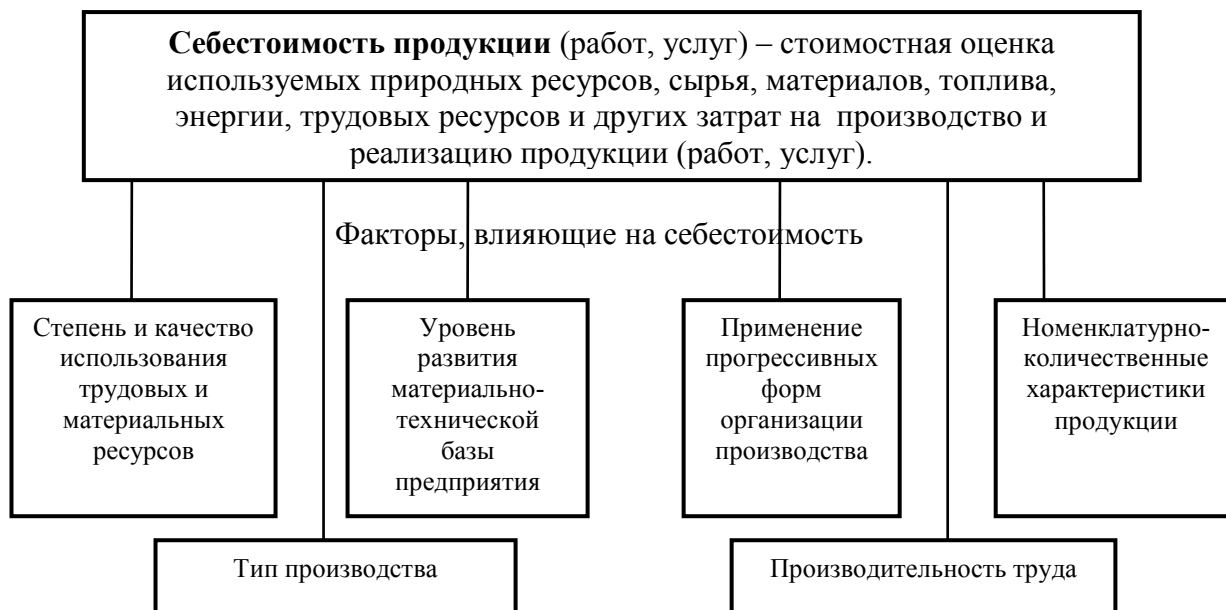 Себестоимость продукции (работ, услуг) – стоимостная оценка
используемых природных ресурсов, сырья, материалов, топлива,
энергии, трудовых ресурсов и других затрат на производство и
реализацию продукции (работ, услуг).
Факторы, влияющие на себестоимость
Степень и качество
использования
трудовых и
материальных
ресурсов
Уровень
развития
материально-
технической
базы
предприятия
Применение
прогрессивных
форм
организации
производства
Номенклатурно-
количественные
характеристики
продукции
Тип производства
Производительность труда